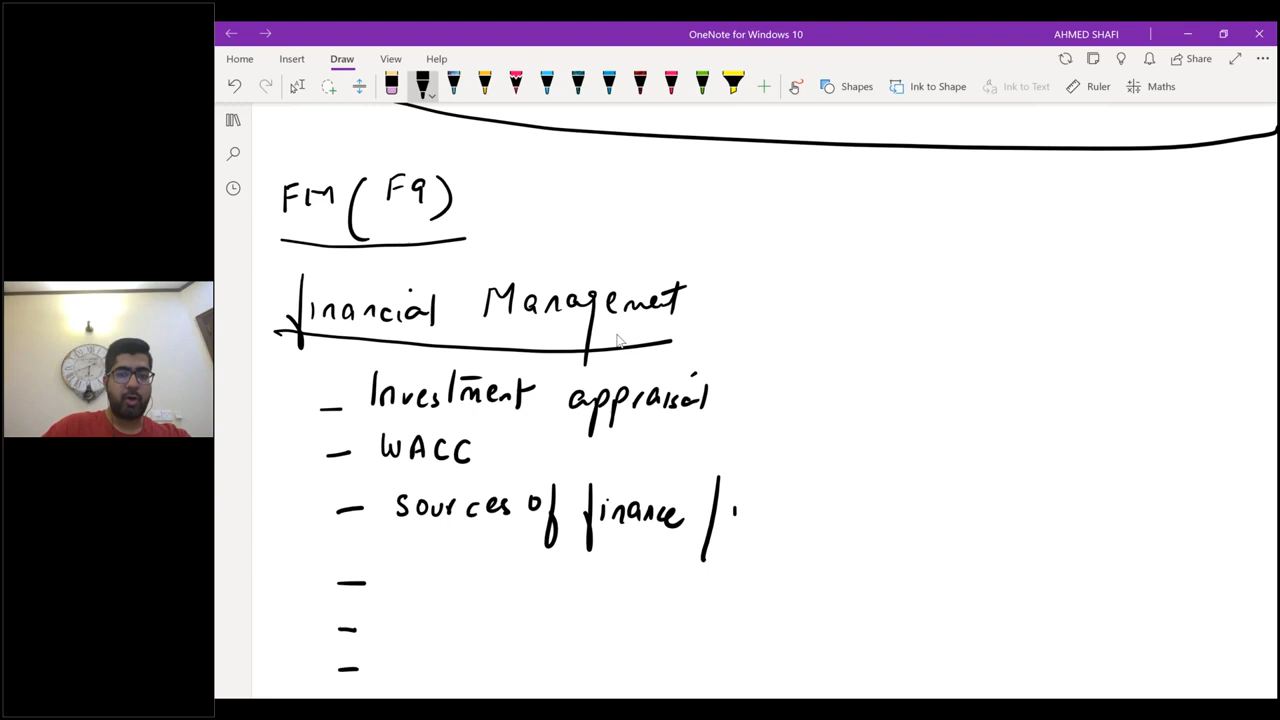 OneNote for Windows 10
AHMED SHAFI
Home Insert Draw View Help
Share
Shapes Ink to Shape Ink to Text Ruler Maths
FM (F9)
Financial Management
- Investment appraisal
- WACC
- Sources of finance /
-
-
-